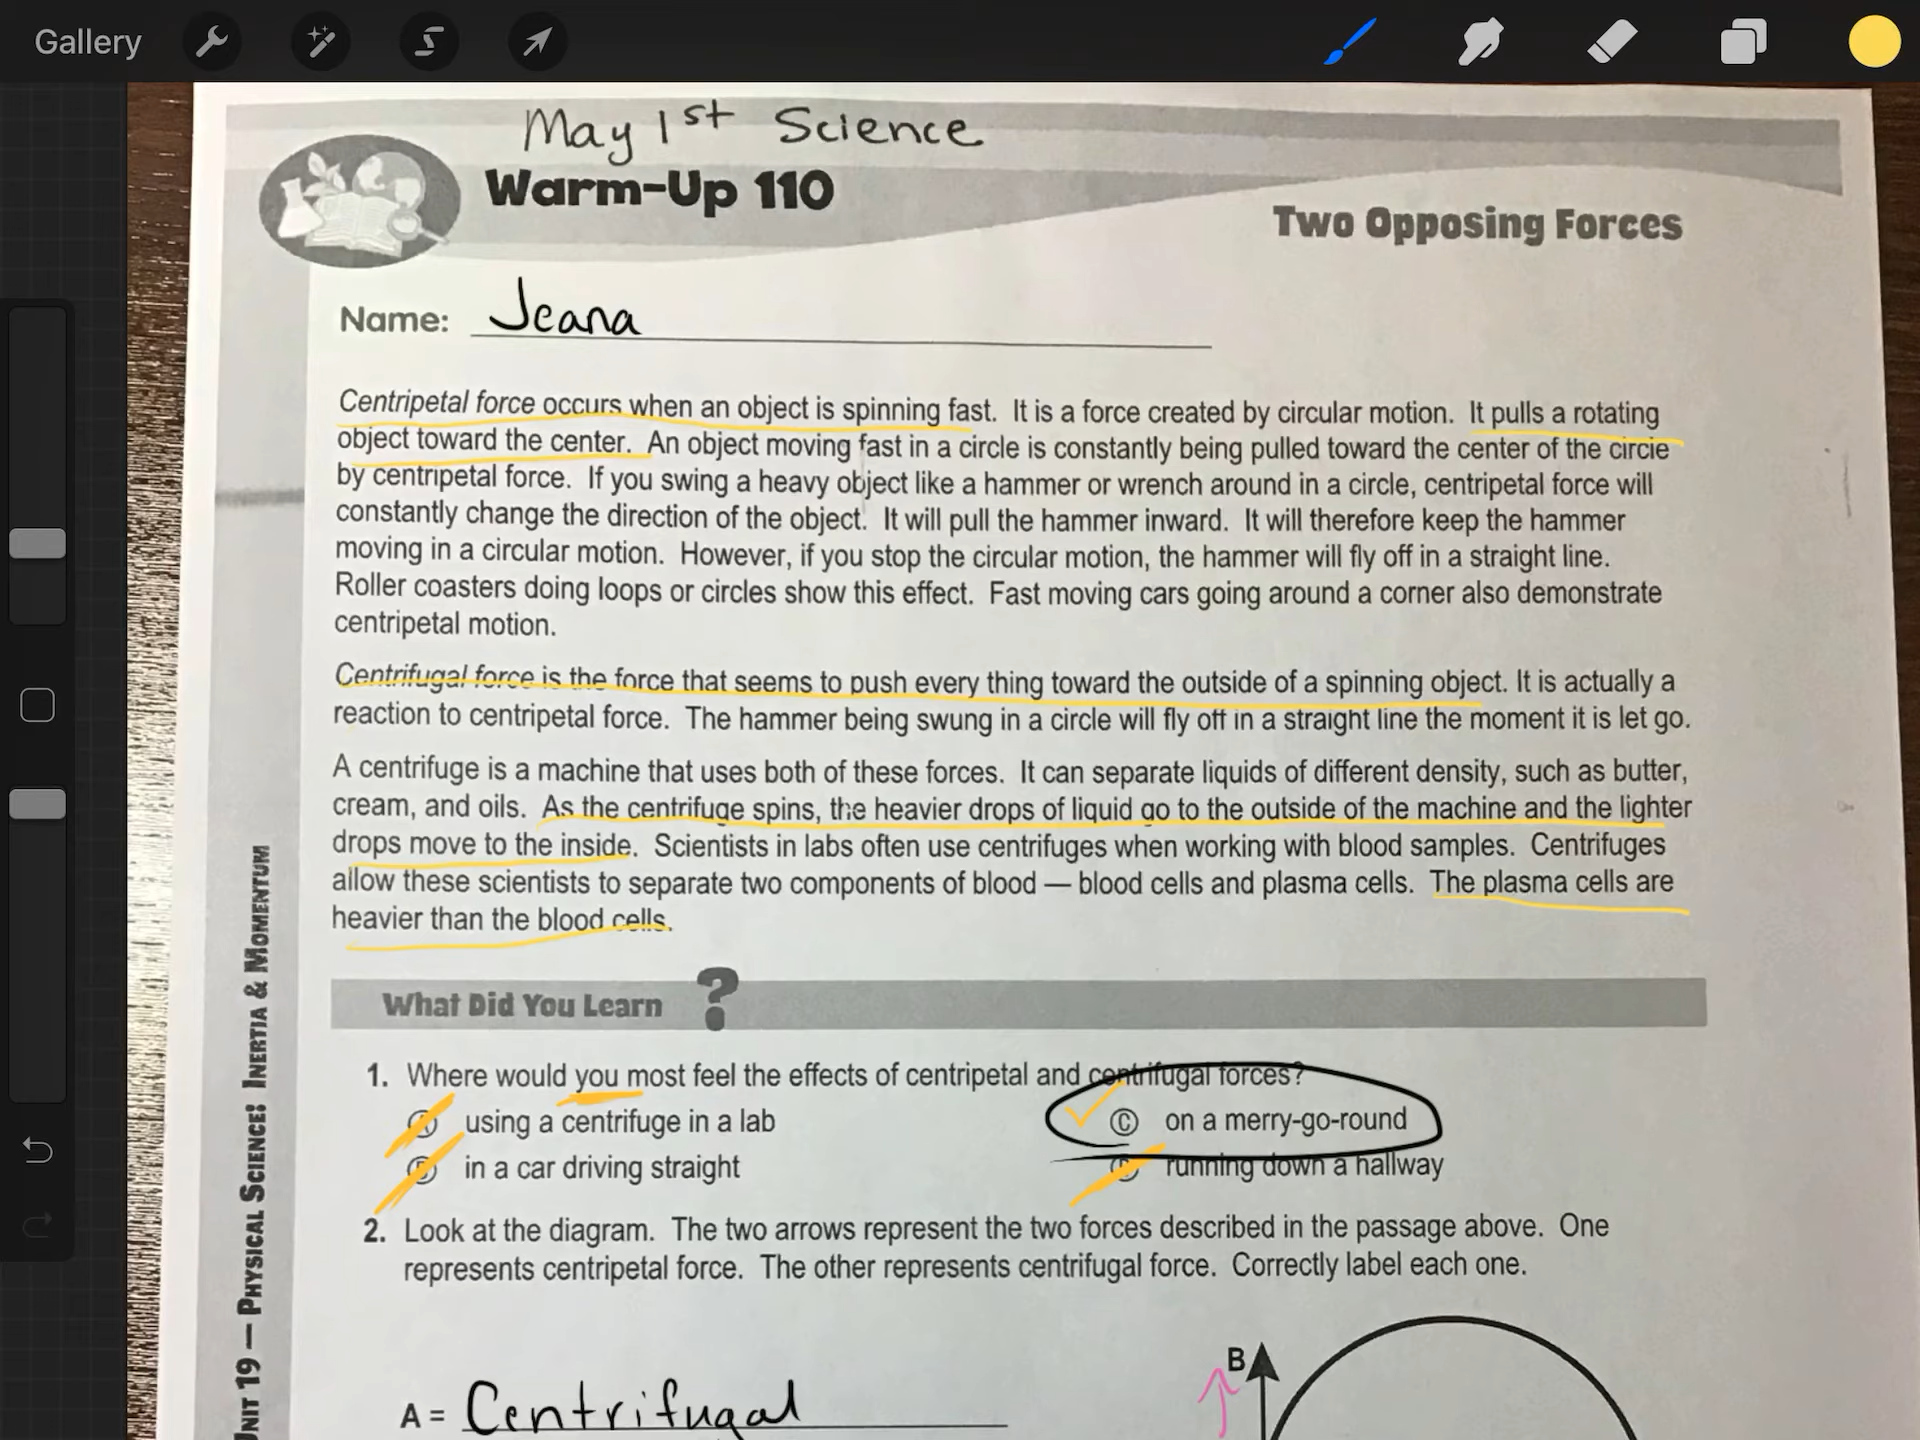 Gallery
May 1st Science
Warm-Up 110
Two Opposing Forces
Name: Jeana
Centripetal force occurs when an object is spinning fast. It is a force created by circular motion. It pulls a rotating
object toward the center. An object moving fast in a circle is constantly being pulled toward the center of the circle
by centripetal force. If you swing a heavy object like a hammer or wrench around in a circle, centripetal force will
constantly change the direction of the object. It will pull the hammer inward. It will therefore keep the hammer
moving in a circular motion. However, if you stop the circular motion, the hammer will fly off in a straight line.
Roller coasters doing loops or circles show this effect. Fast moving cars going around a corner also demonstrate
centripetal motion.
Centrifugal force is the force that seems to push every thing toward the outside of a spinning object. It is actually a
reaction to centripetal force. The hammer being swung in a circle will fly off in a straight line the moment it is let go.
A centrifuge is a machine that uses both of these forces. It can separate liquids of different density, such as butter,
cream, and oils. As the centrifuge spins, the heavier drops of liquid go to the outside of the machine and the lighter
drops move to the inside. Scientists in labs often use centrifuges when working with blood samples. Centrifuges
allow these scientists to separate two components of blood — blood cells and plasma cells. The plasma cells are
heavier than the blood cells.
Unit 19 — Physical Science: Inertia & Momentum
What Did You Learn ?
1. Where would you most feel the effects of centripetal and centrifugal forces?
A using a centrifuge in a lab
C on a merry-go-round
B in a car driving straight
D running down a hallway
2. Look at the diagram. The two arrows represent the two forces described in the passage above. One
represents centripetal force. The other represents centrifugal force. Correctly label each one.
B
A = Centrifugal